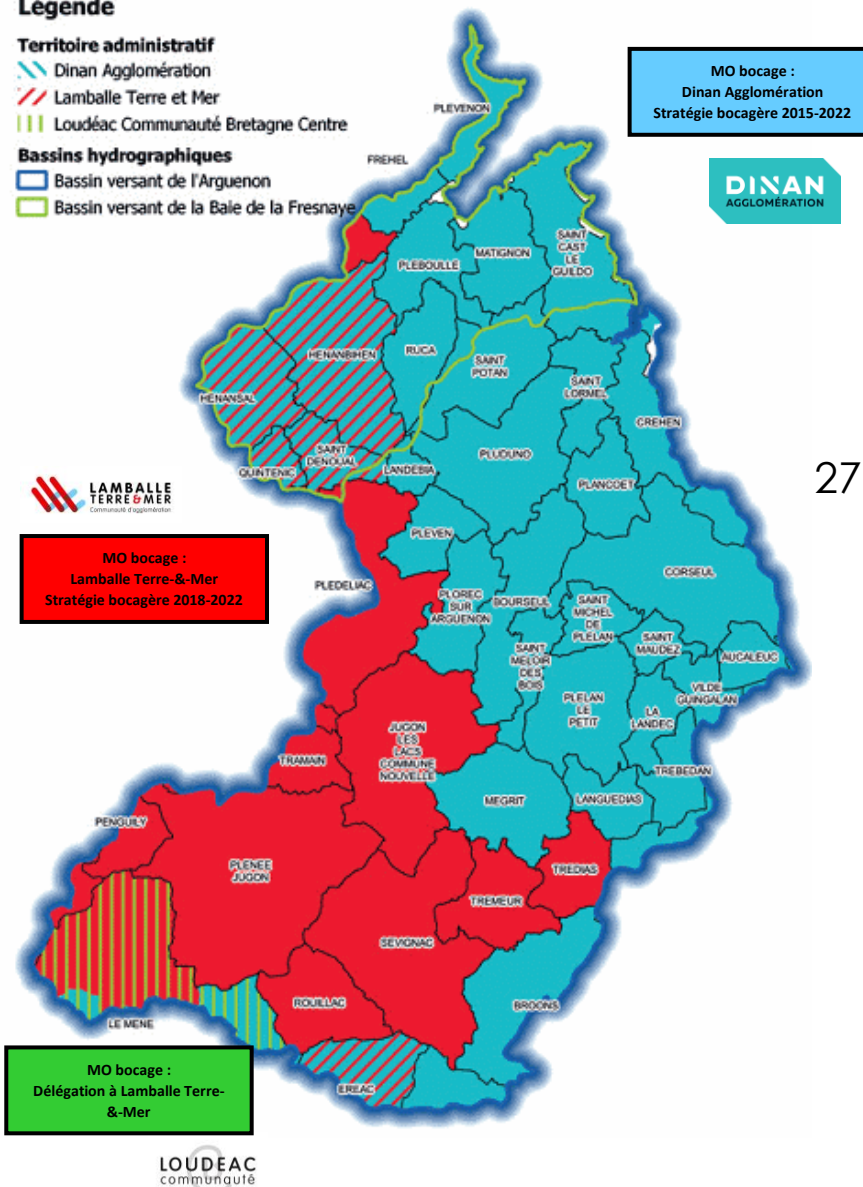 Légende
Territoire administratif
Dinan Agglomération
Lamballe Terre et Mer
Loudéac Communauté Bretagne Centre
Bassins hydrographiques
Bassin versant de l'Arguenon
Bassin versant de la Baie de la Fresnaye
MO bocage :
Dinan Agglomération
Stratégie bocagère 2015-2022
DINAN
AGGLOMÉRATION
PLEVENON
FREHEL
SAINT
CAST
LE
GUILDO
MATIGNON
PLEBOULLE
HENANBIHEN
RUCA
SAINT
POTAN
SAINT
LORMEL
HENANSAL
CREHEN
SAINT
DENOUAL
QUINTENIC
LANDEBIA
PLUDUNO
PLANCOET
27
LAMBALLE
TERRE & MER
Communauté d'agglomération
PLEVEN
MO bocage :
Lamballe Terre-&-Mer
Stratégie bocagère 2018-2022
PLEDELIAC
CORSEUL
PLOREC
SUR
ARGUENON
BOURSEUL
SAINT
MICHEL
DE
PLELAN
SAINT
MAUDEZ
AUCALEUC
SAINT
MELOIR
DES
BOIS
VILDE
GUINGALAN
PLELAN
LE
PETIT
LA
LANDEC
JUGON
LES
LACS
COMMUNE
NOUVELLE
TRAMAIN
TREBEDAN
MEGRIT
LANGUEDIAS
PENGUILY
PLENEE
JUGON
TREDIAS
TREMEUR
SEVIGNAC
ROUILLAC
BROONS
LE MENE
EREAC
MO bocage :
Délégation à Lamballe Terre-
&-Mer
LOUDEAC
communauté